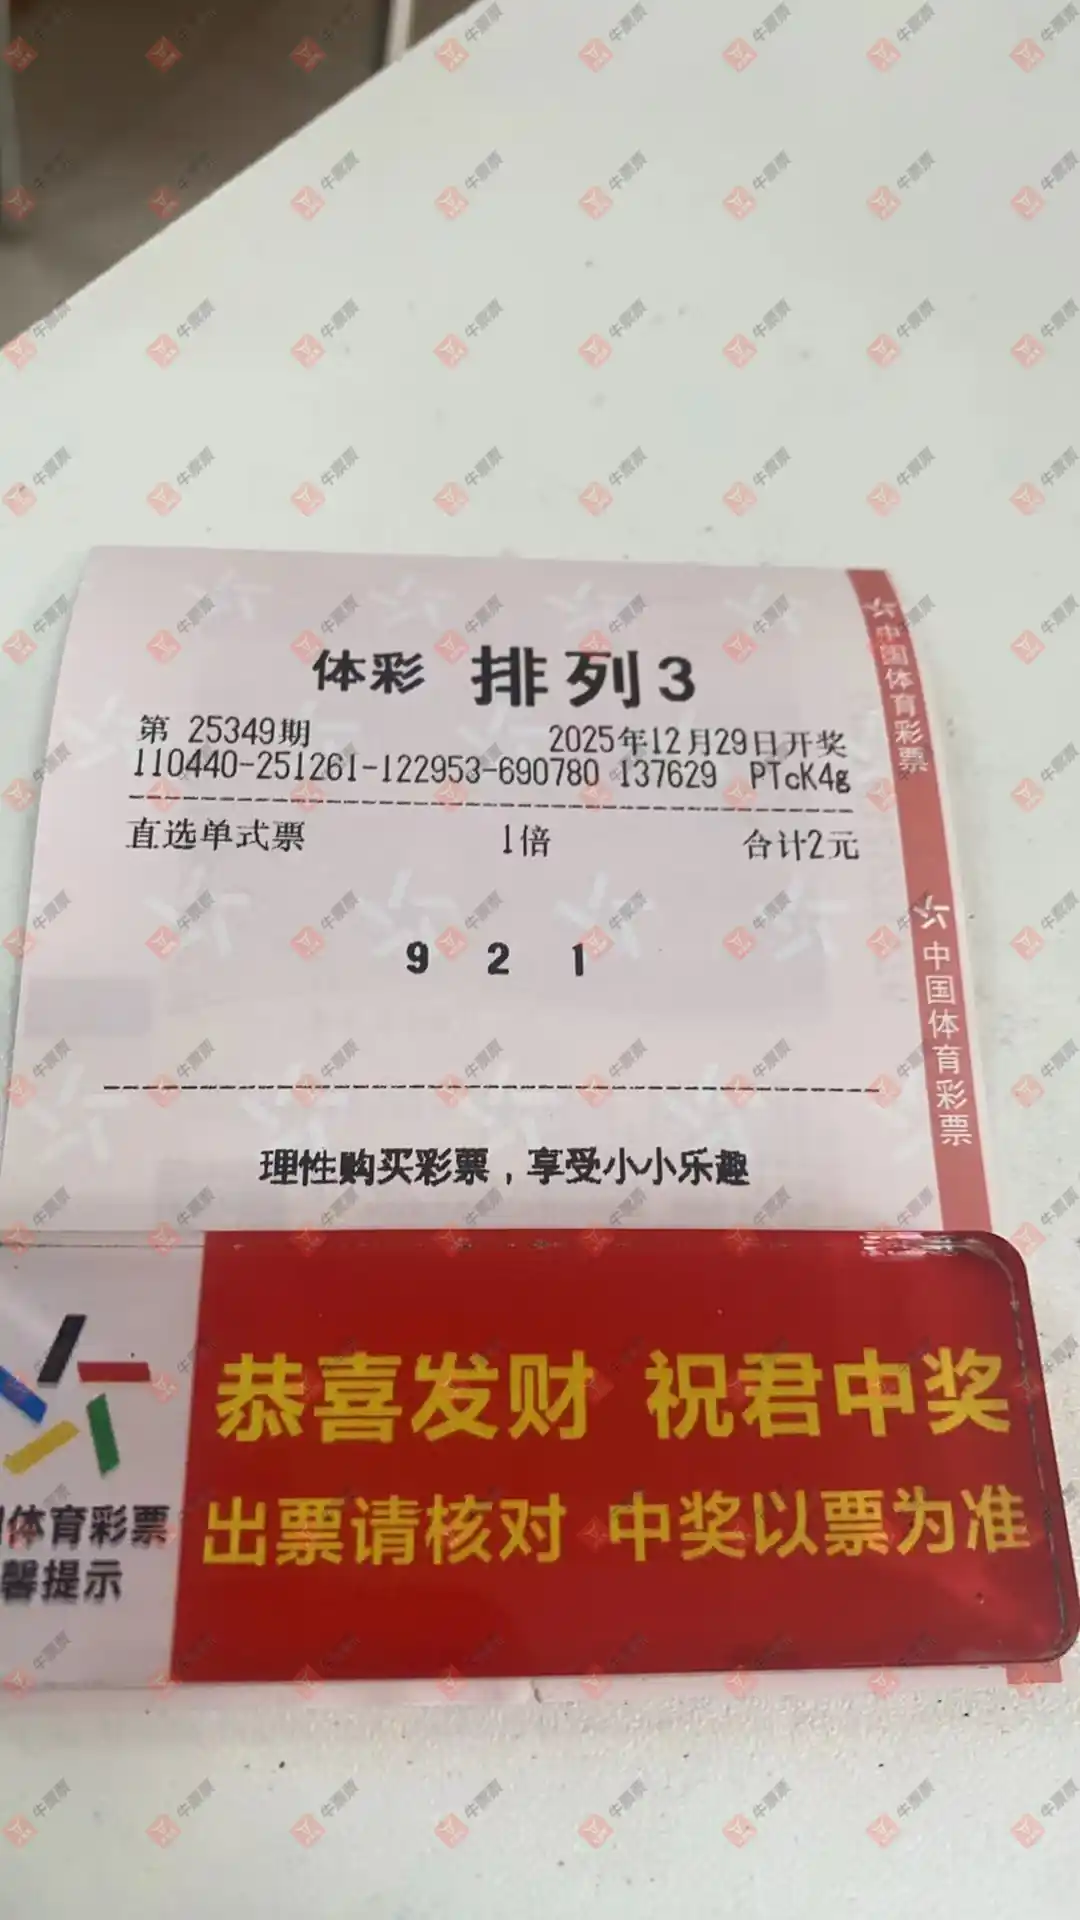 体彩 排列3
第 25349期 2025年12月29日开奖
110440-251261-122953-690780 137629 PTcK4g
直选单式票 1倍 合计2元
9 2 1
理性购买彩票，享受小小乐趣
中国体育彩票
中国体育彩票
恭喜发财 祝君中奖
出票请核对 中奖以票为准
体育彩票
馨提示
牛票票